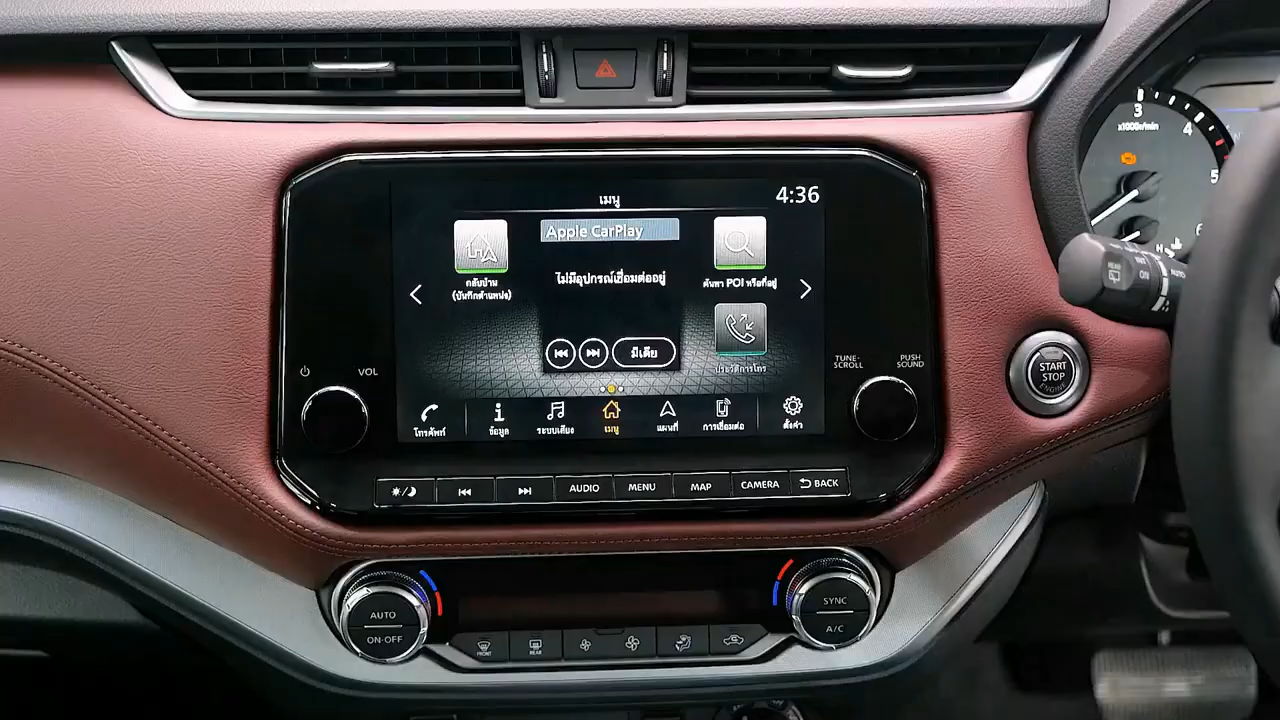 เมนู
4:36
Apple CarPlay
กลับบ้าน
(บันทึกตำแหน่ง)
ไม่มีอุปกรณ์เชื่อมต่ออยู่
ค้นหา POI หรือที่อยู่
มีเดีย
ประวัติการโทร
โทรศัพท์
ข้อมูล
ระบบเสียง
เมนู
แผนที่
การเชื่อมต่อ
ตั้งค่า
VOL
TUNE·
SCROLL
PUSH
SOUND
AUDIO
MENU
MAP
CAMERA
BACK
AUTO
ON·OFF
FRONT
REAR
SYNC
A/C
START
STOP
ENGINE
3
4
5
6
x1000r/min
H
REAR
ON
AUTO